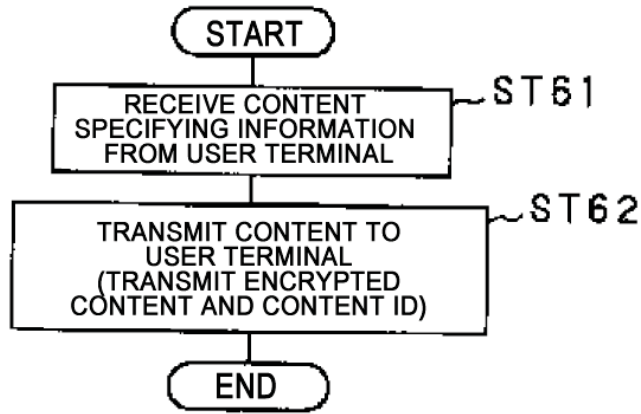 START
RECEIVE CONTENT
SPECIFYING INFORMATION
FROM USER TERMINAL
ST61
TRANSMIT CONTENT TO
USER TERMINAL
(TRANSMIT ENCRYPTED
CONTENT AND CONTENT ID)
ST62
END